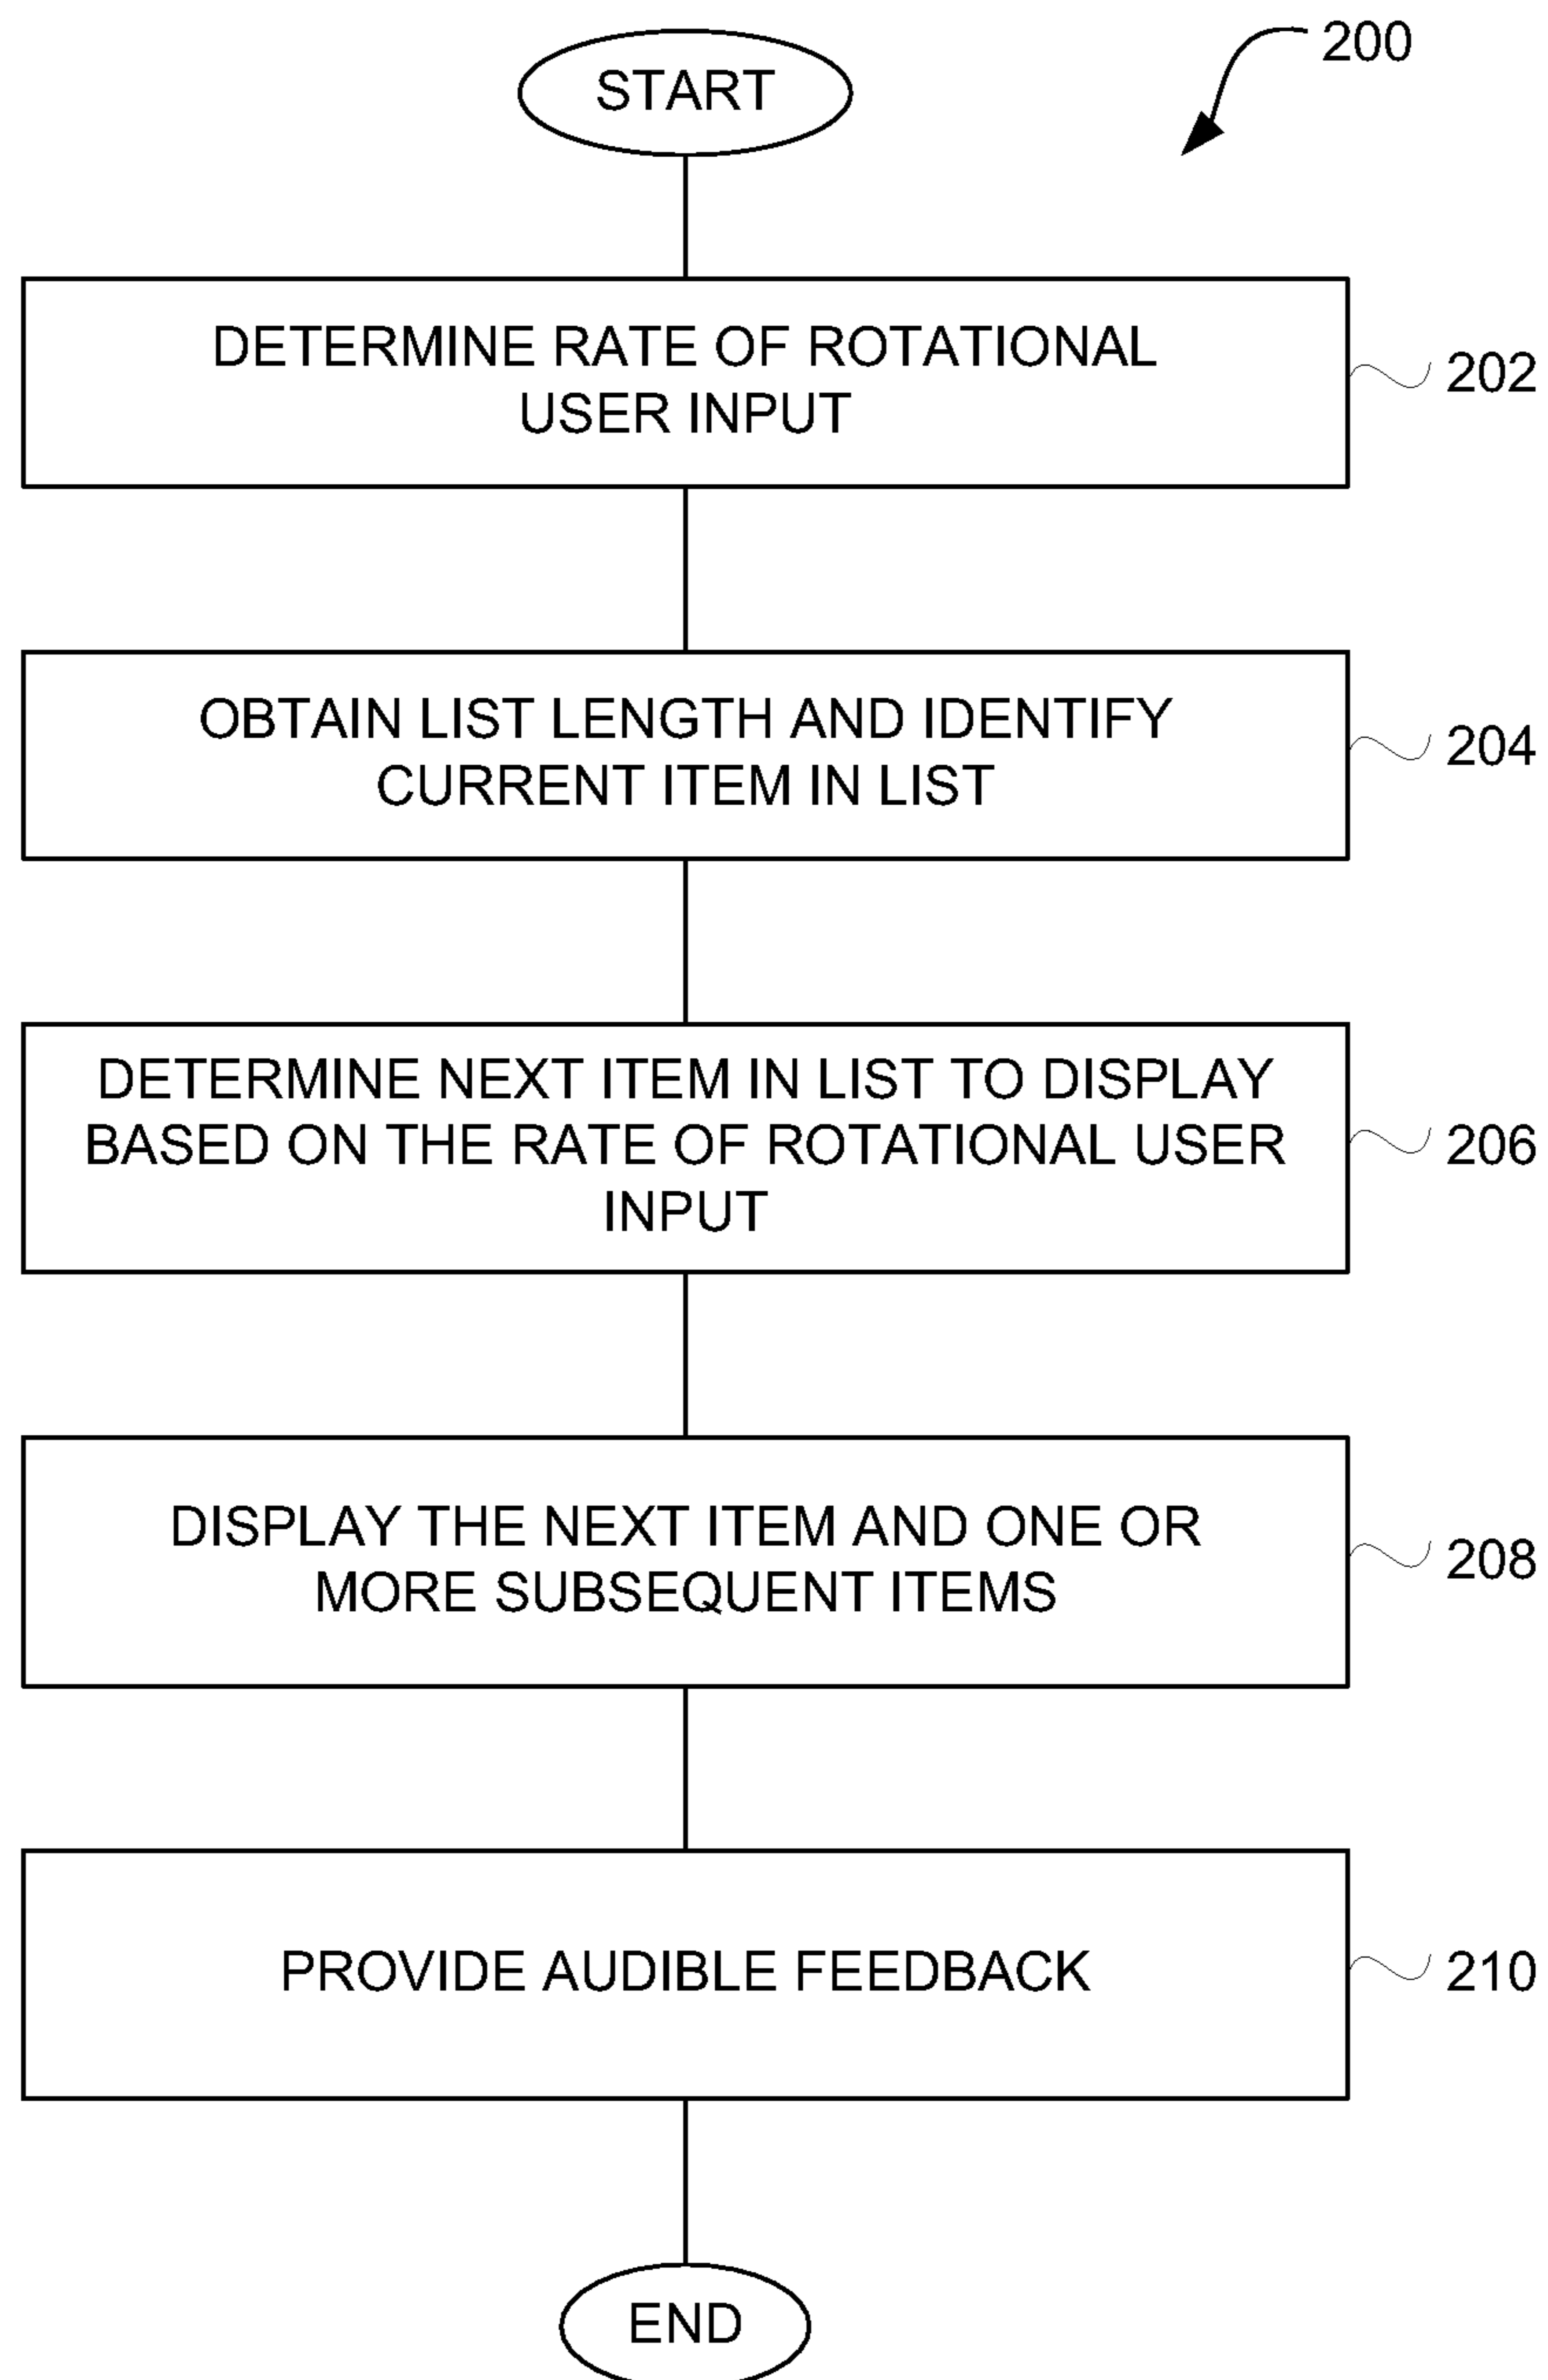 200
START
DETERMINE RATE OF ROTATIONAL
USER INPUT
202
OBTAIN LIST LENGTH AND IDENTIFY
CURRENT ITEM IN LIST
204
DETERMINE NEXT ITEM IN LIST TO DISPLAY
BASED ON THE RATE OF ROTATIONAL USER
INPUT
206
DISPLAY THE NEXT ITEM AND ONE OR
MORE SUBSEQUENT ITEMS
208
PROVIDE AUDIBLE FEEDBACK
210
END